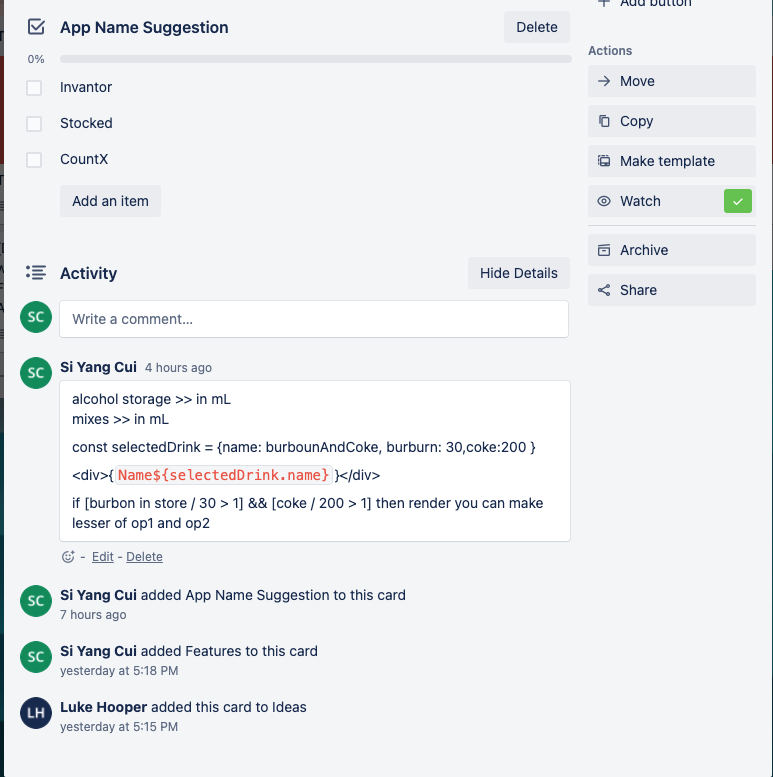 Add button
App Name Suggestion
Delete
Actions
0%
Move
Invantor
Copy
Stocked
CountX
Make template
Add an item
Watch
Archive
Activity
Hide Details
Share
SC
Write a comment...
SC
Si Yang Cui 4 hours ago
alcohol storage >> in mL
mixes >> in mL
const selectedDrink = {name: burbounAndCoke, burburn: 30,coke:200 }
<div>{Name${selectedDrink.name}}</div>
if [burbon in store / 30 > 1] && [coke / 200 > 1] then render you can make
lesser of op1 and op2
- Edit - Delete
SC
Si Yang Cui added App Name Suggestion to this card
7 hours ago
SC
Si Yang Cui added Features to this card
yesterday at 5:18 PM
LH
Luke Hooper added this card to Ideas
yesterday at 5:15 PM